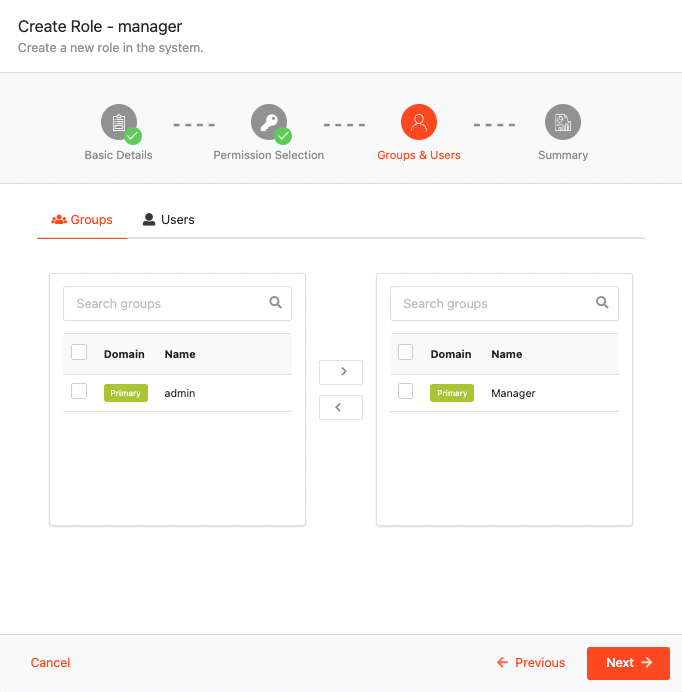 Create Role - manager
Create a new role in the system.
Basic Details
Permission Selection
Groups & Users
Summary
Groups
Users
Search groups
Domain Name
Primary admin
Search groups
Domain Name
Primary Manager
Cancel
Previous
Next